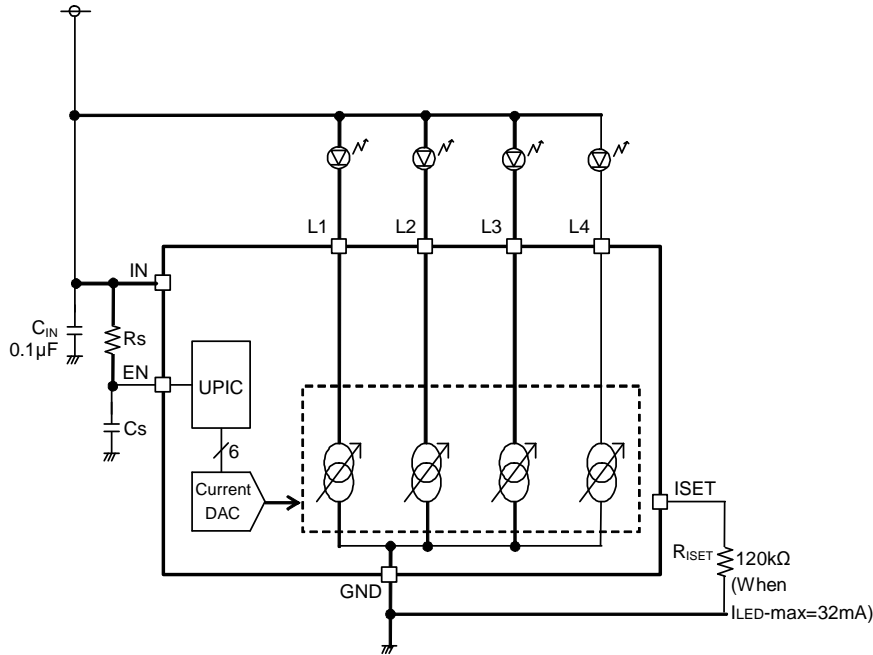 L1
L2
L3
L4
IN
CIN
0.1µF
Rs
EN
UPIC
Cs
6
Current
DAC
ISET
RISET
120kΩ
(When
ILED-max=32mA)
GND